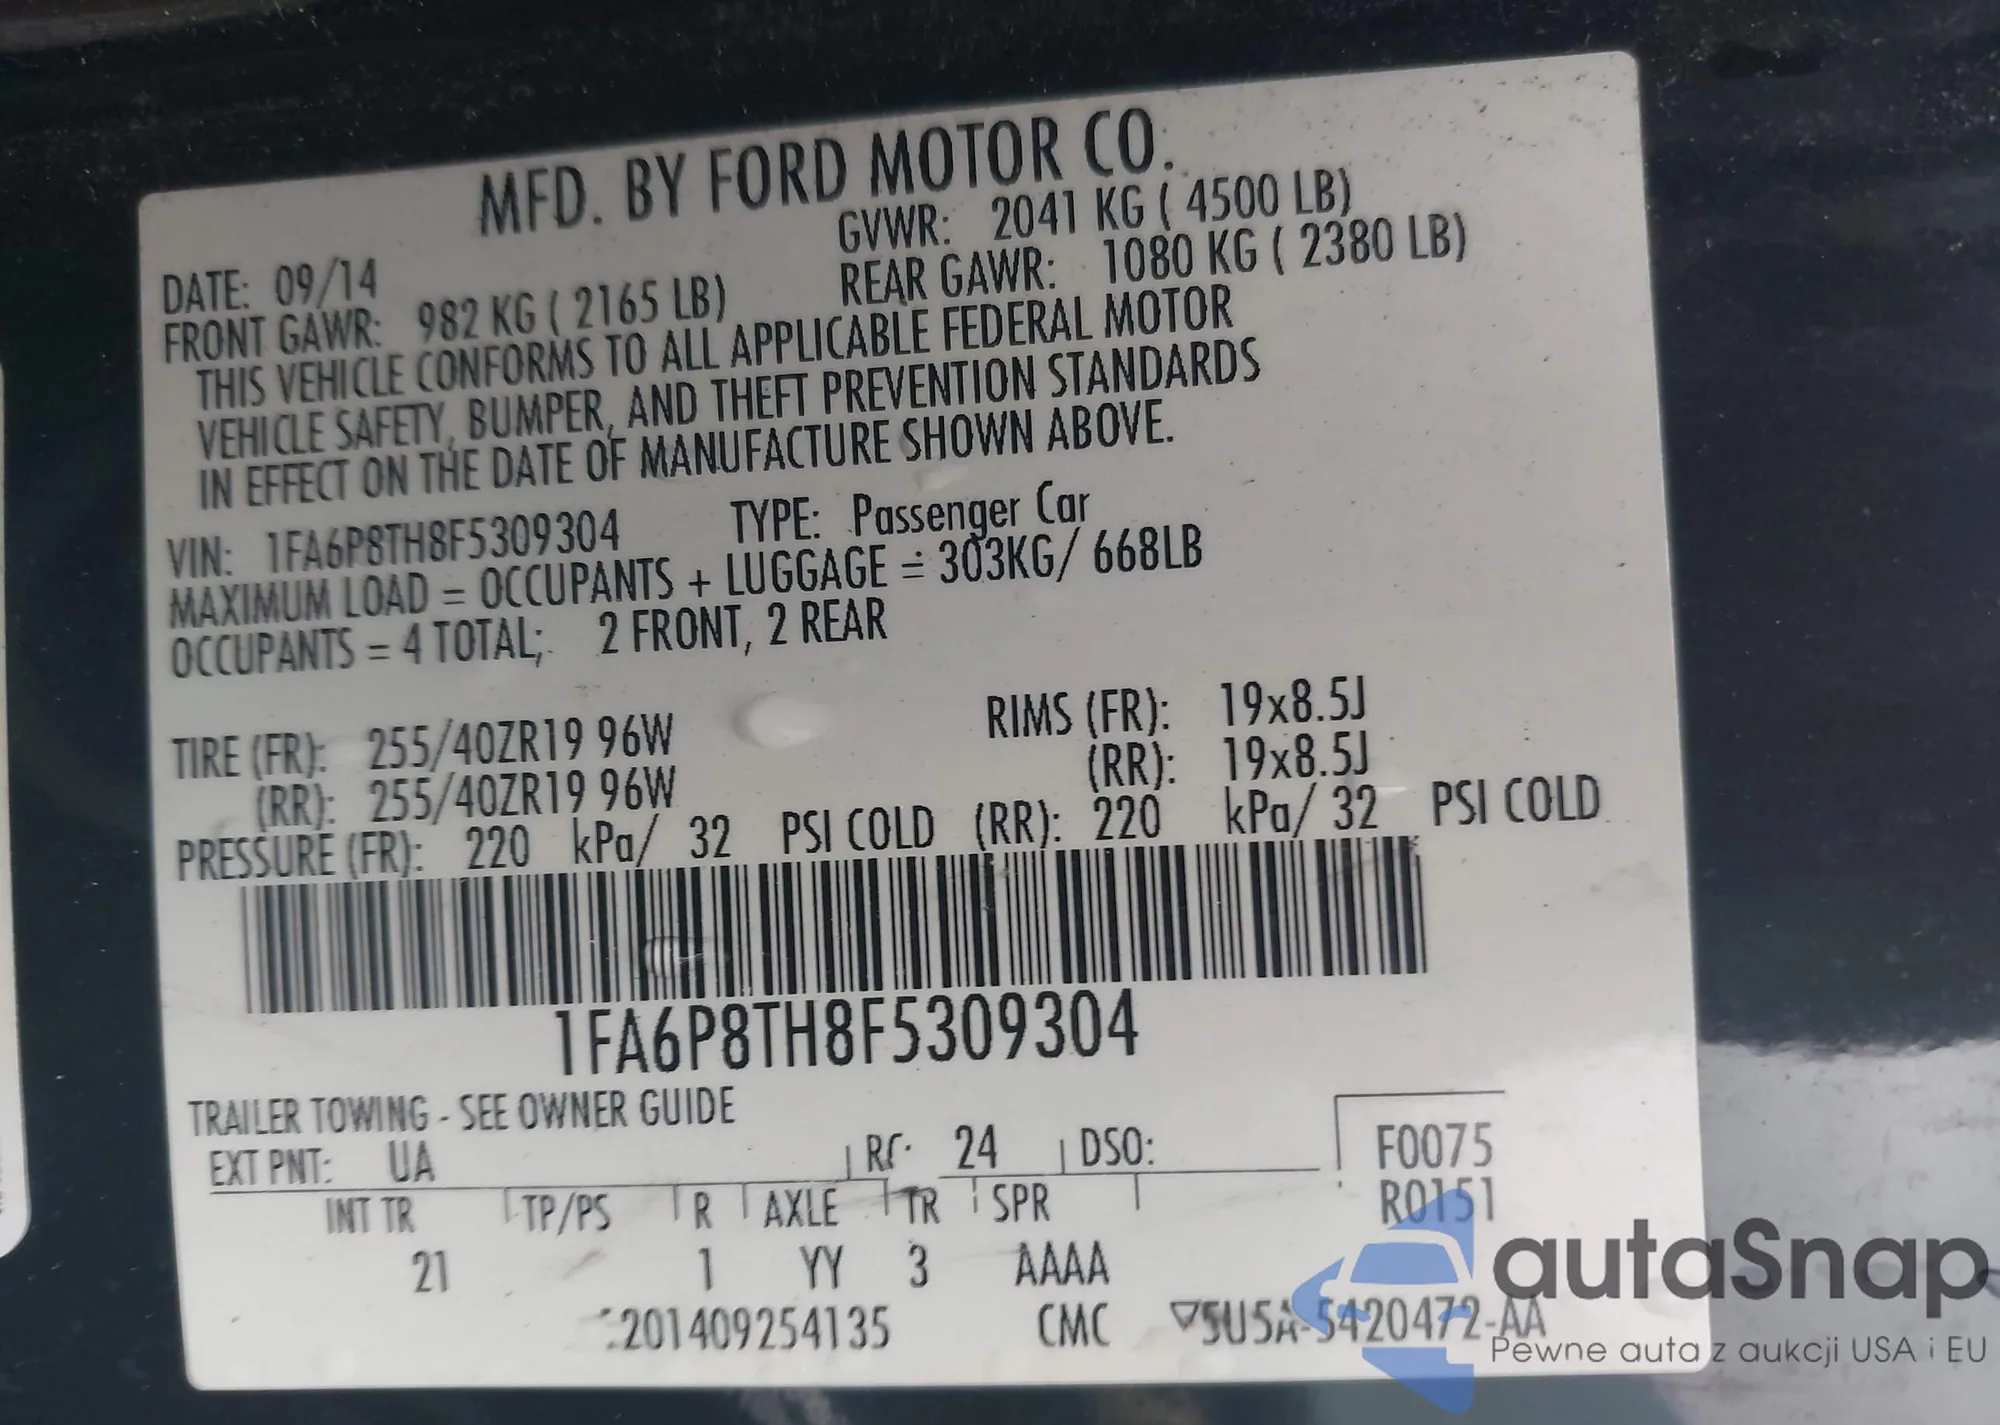 MFD. BY FORD MOTOR CO.
DATE: 09/14 GVWR: 2041 KG ( 4500 LB)
FRONT GAWR: 982 KG ( 2165 LB) REAR GAWR: 1080 KG ( 2380 LB)
THIS VEHICLE CONFORMS TO ALL APPLICABLE FEDERAL MOTOR
VEHICLE SAFETY, BUMPER, AND THEFT PREVENTION STANDARDS
IN EFFECT ON THE DATE OF MANUFACTURE SHOWN ABOVE.
VIN: 1FA6P8TH8F5309304 TYPE: Passenger Car
MAXIMUM LOAD = OCCUPANTS + LUGGAGE = 303KG/ 668LB
OCCUPANTS = 4 TOTAL; 2 FRONT, 2 REAR
TIRE (FR): 255/40ZR19 96W RIMS (FR): 19x8.5J
(RR): 255/40ZR19 96W (RR): 19x8.5J
PRESSURE (FR): 220 kPa/ 32 PSI COLD (RR): 220 kPa/ 32 PSI COLD
1FA6P8TH8F5309304
TRAILER TOWING - SEE OWNER GUIDE
EXT PNT: UA RC: 24 DSO: F0075
R0151
INT TR TP/PS R AXLE TR SPR
21 1 YY 3 AAAA
201409254135 CMC ▽5U5A-5420472-AA
autaSnap
Pewne auta z aukcji USA i EU